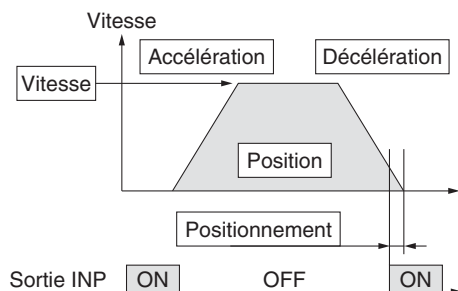 Vitesse
Accélération Décélération
Vitesse
Position
Positionnement
Sortie INP ON OFF ON